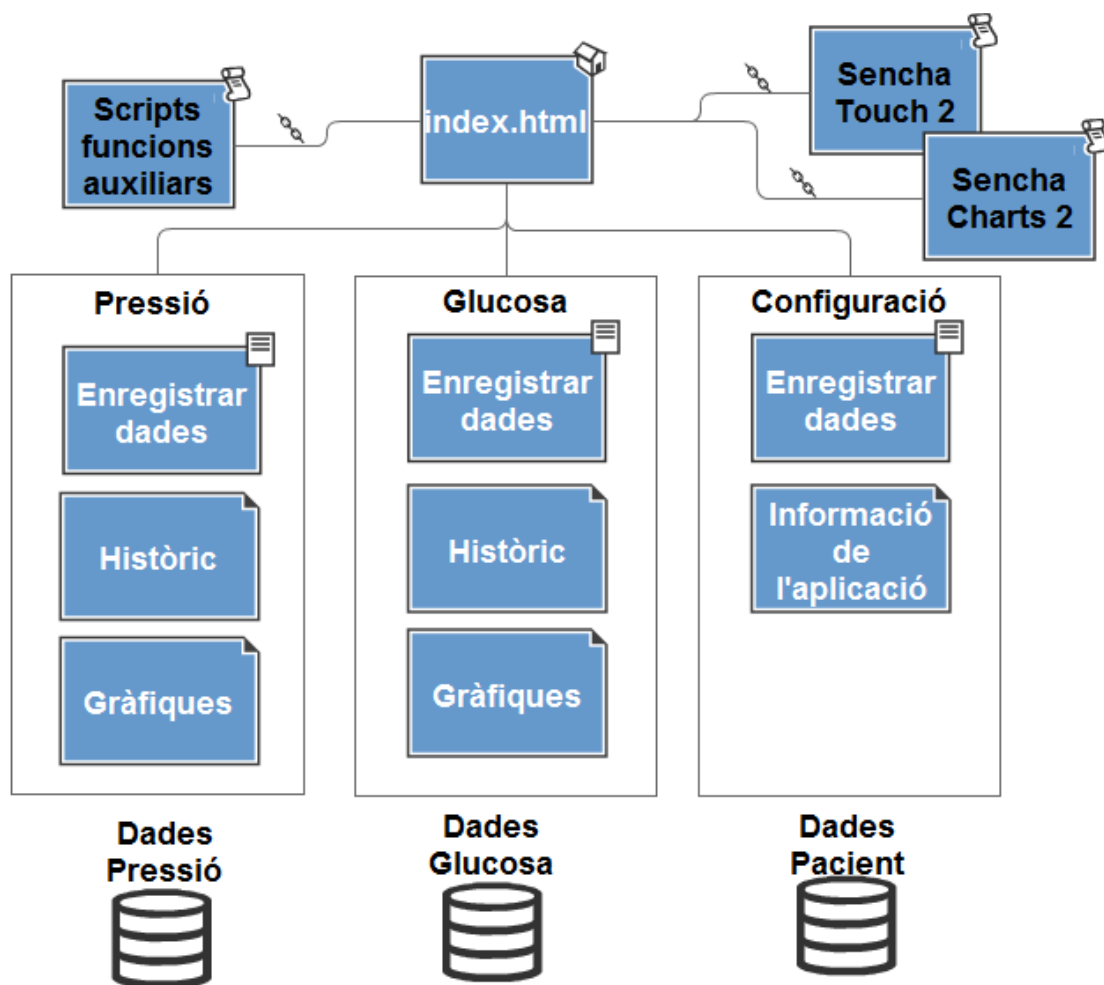 Scripts
funcions
auxiliars
index.html
Sencha
Touch 2
Sencha
Charts 2
Pressió
Enregistrar
dades
Històric
Gràfiques
Glucosa
Enregistrar
dades
Històric
Gràfiques
Configuració
Enregistrar
dades
Informació
de
l'aplicació
Dades
Pressió
Dades
Glucosa
Dades
Pacient